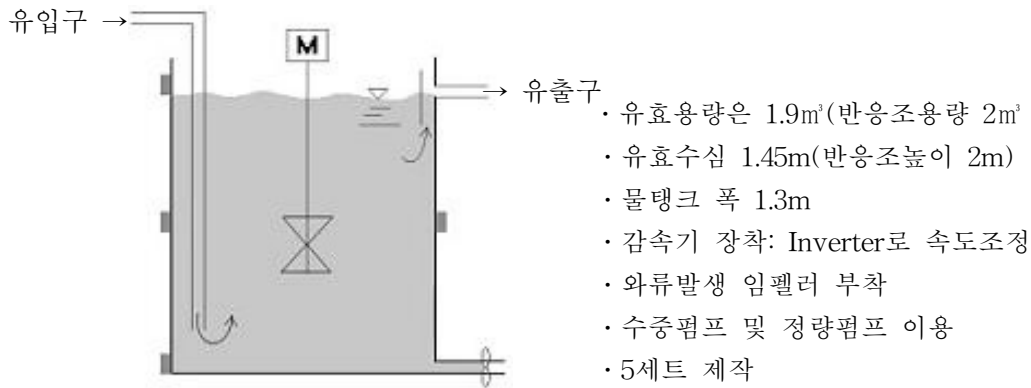 유입구 →
M
→ 유출구
· 유효용량은 1.9㎥(반응조용량 2㎥
· 유효수심 1.45m(반응조높이 2m)
· 물탱크 폭 1.3m
· 감속기 장착: Inverter로 속도조정
· 와류발생 임펠러 부착
· 수중펌프 및 정량펌프 이용
· 5세트 제작